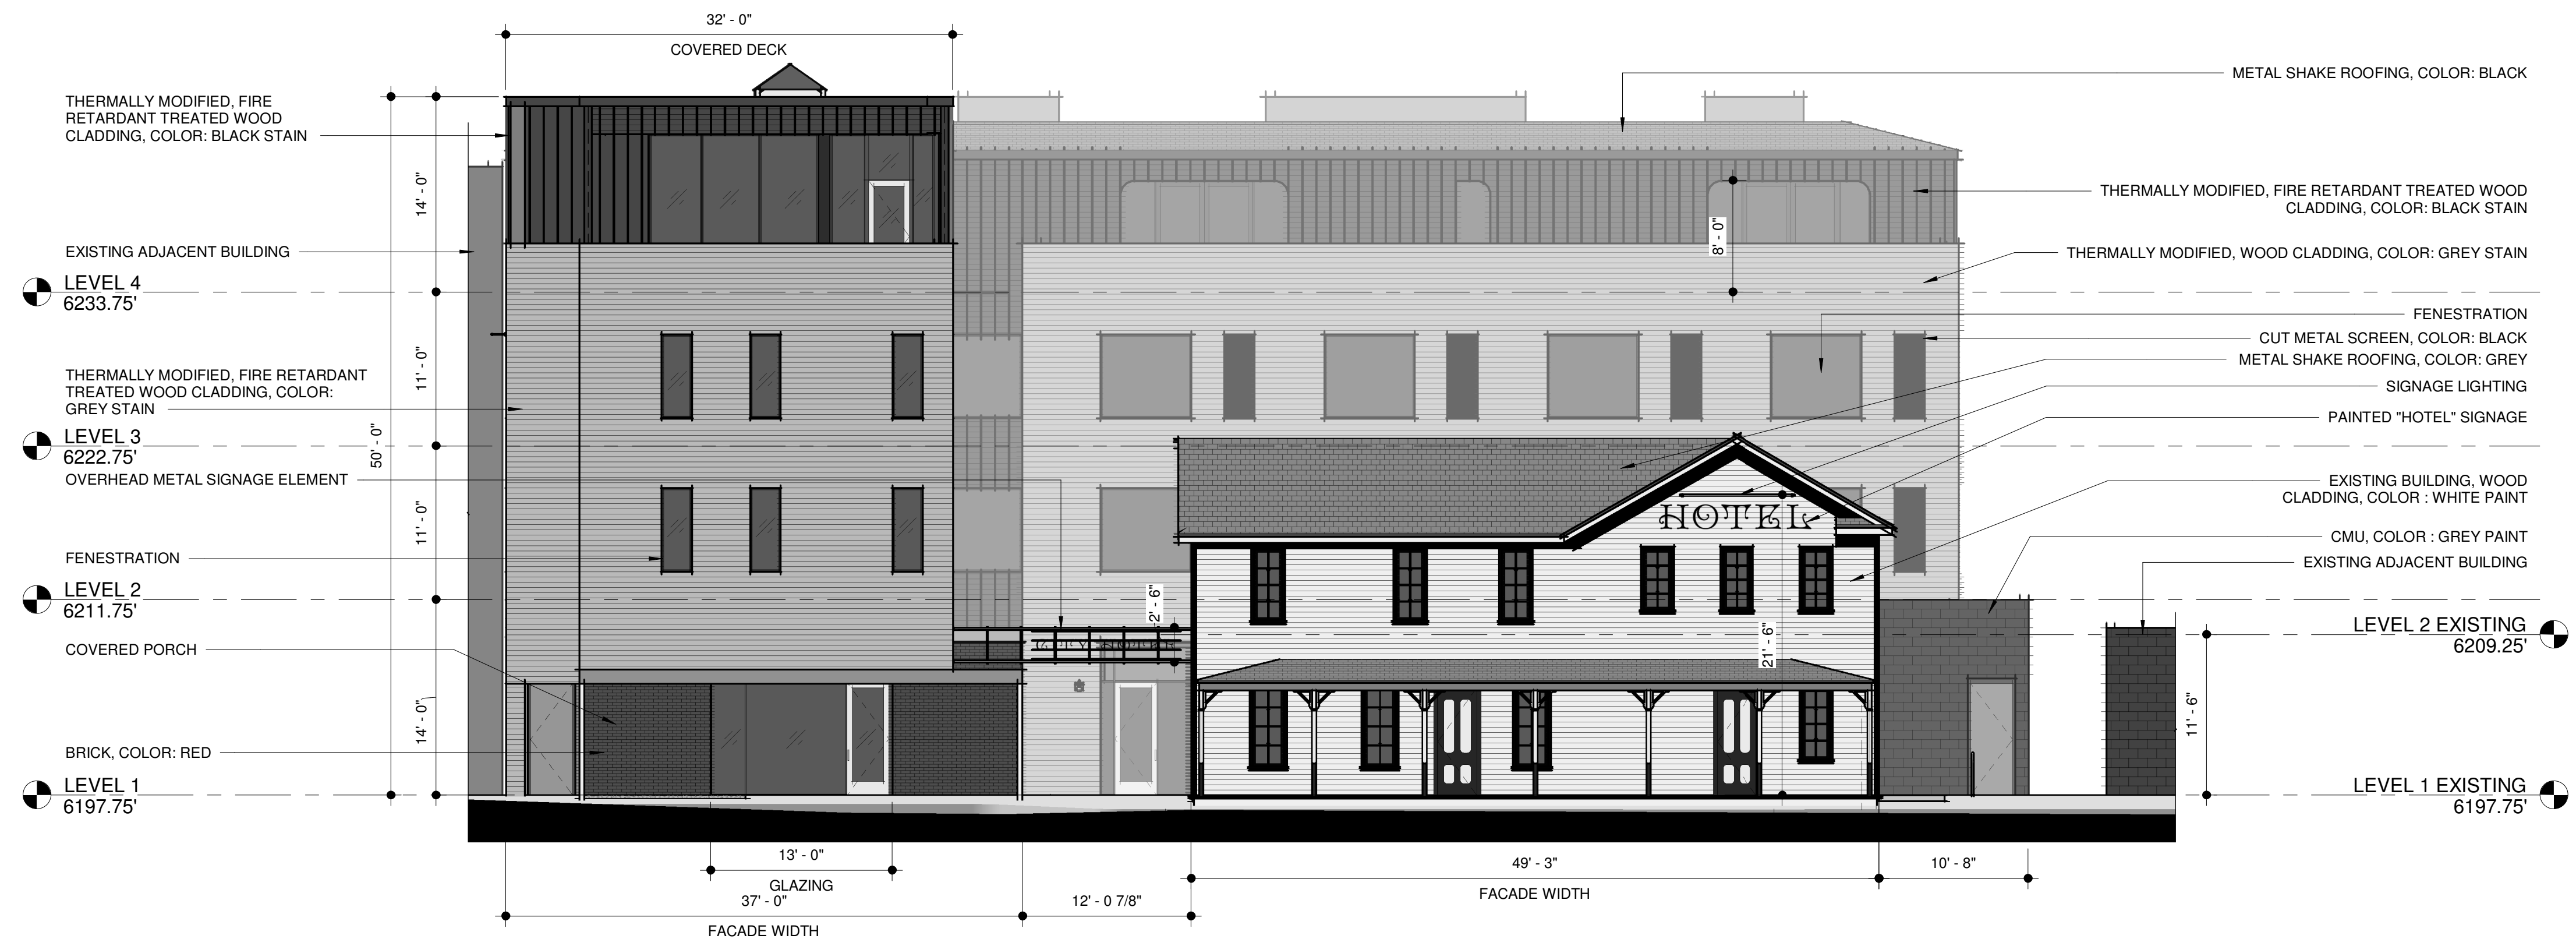 32' - 0"
COVERED DECK
THERMALLY MODIFIED, FIRE
RETARDANT TREATED WOOD
CLADDING, COLOR: BLACK STAIN
EXISTING ADJACENT BUILDING
LEVEL 4
6233.75'
THERMALLY MODIFIED, FIRE RETARDANT
TREATED WOOD CLADDING, COLOR:
GREY STAIN
LEVEL 3
6222.75'
OVERHEAD METAL SIGNAGE ELEMENT
FENESTRATION
LEVEL 2
6211.75'
COVERED PORCH
BRICK, COLOR: RED
LEVEL 1
6197.75'
50' - 0"
14' - 0"
11' - 0"
11' - 0"
14' - 0"
METAL SHAKE ROOFING, COLOR: BLACK
THERMALLY MODIFIED, FIRE RETARDANT TREATED WOOD
CLADDING, COLOR: BLACK STAIN
8' - 0"
THERMALLY MODIFIED, WOOD CLADDING, COLOR: GREY STAIN
FENESTRATION
CUT METAL SCREEN, COLOR: BLACK
METAL SHAKE ROOFING, COLOR: GREY
SIGNAGE LIGHTING
PAINTED "HOTEL" SIGNAGE
EXISTING BUILDING, WOOD
CLADDING, COLOR : WHITE PAINT
CMU, COLOR : GREY PAINT
EXISTING ADJACENT BUILDING
HOTEL
2' - 6"
21' - 6"
LEVEL 2 EXISTING
6209.25'
11' - 6"
LEVEL 1 EXISTING
6197.75'
13' - 0"
GLAZING
37' - 0"
FACADE WIDTH
12' - 0 7/8"
49' - 3"
FACADE WIDTH
10' - 8"